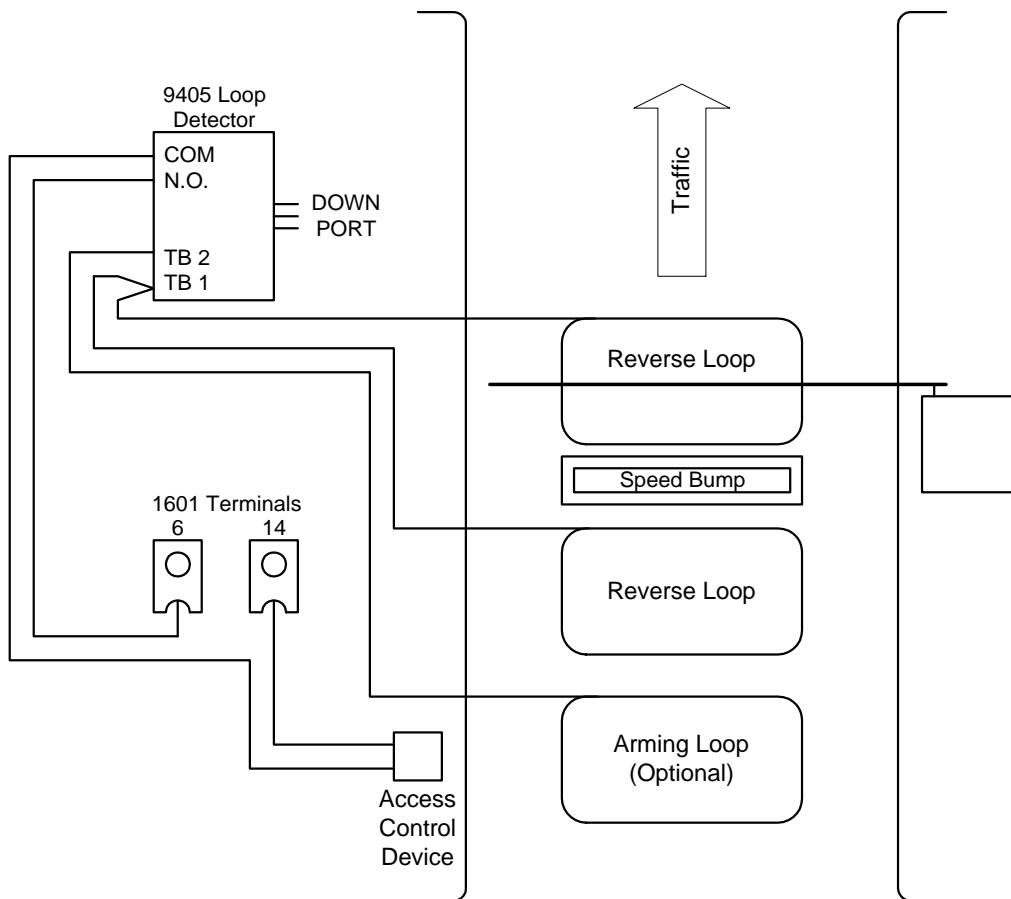 9405 Loop
Detector
COM
N.O.
DOWN
PORT
TB 2
TB 1
Traffic
Reverse Loop
Speed Bump
1601 Terminals
6 14
Reverse Loop
Arming Loop
(Optional)
Access
Control
Device